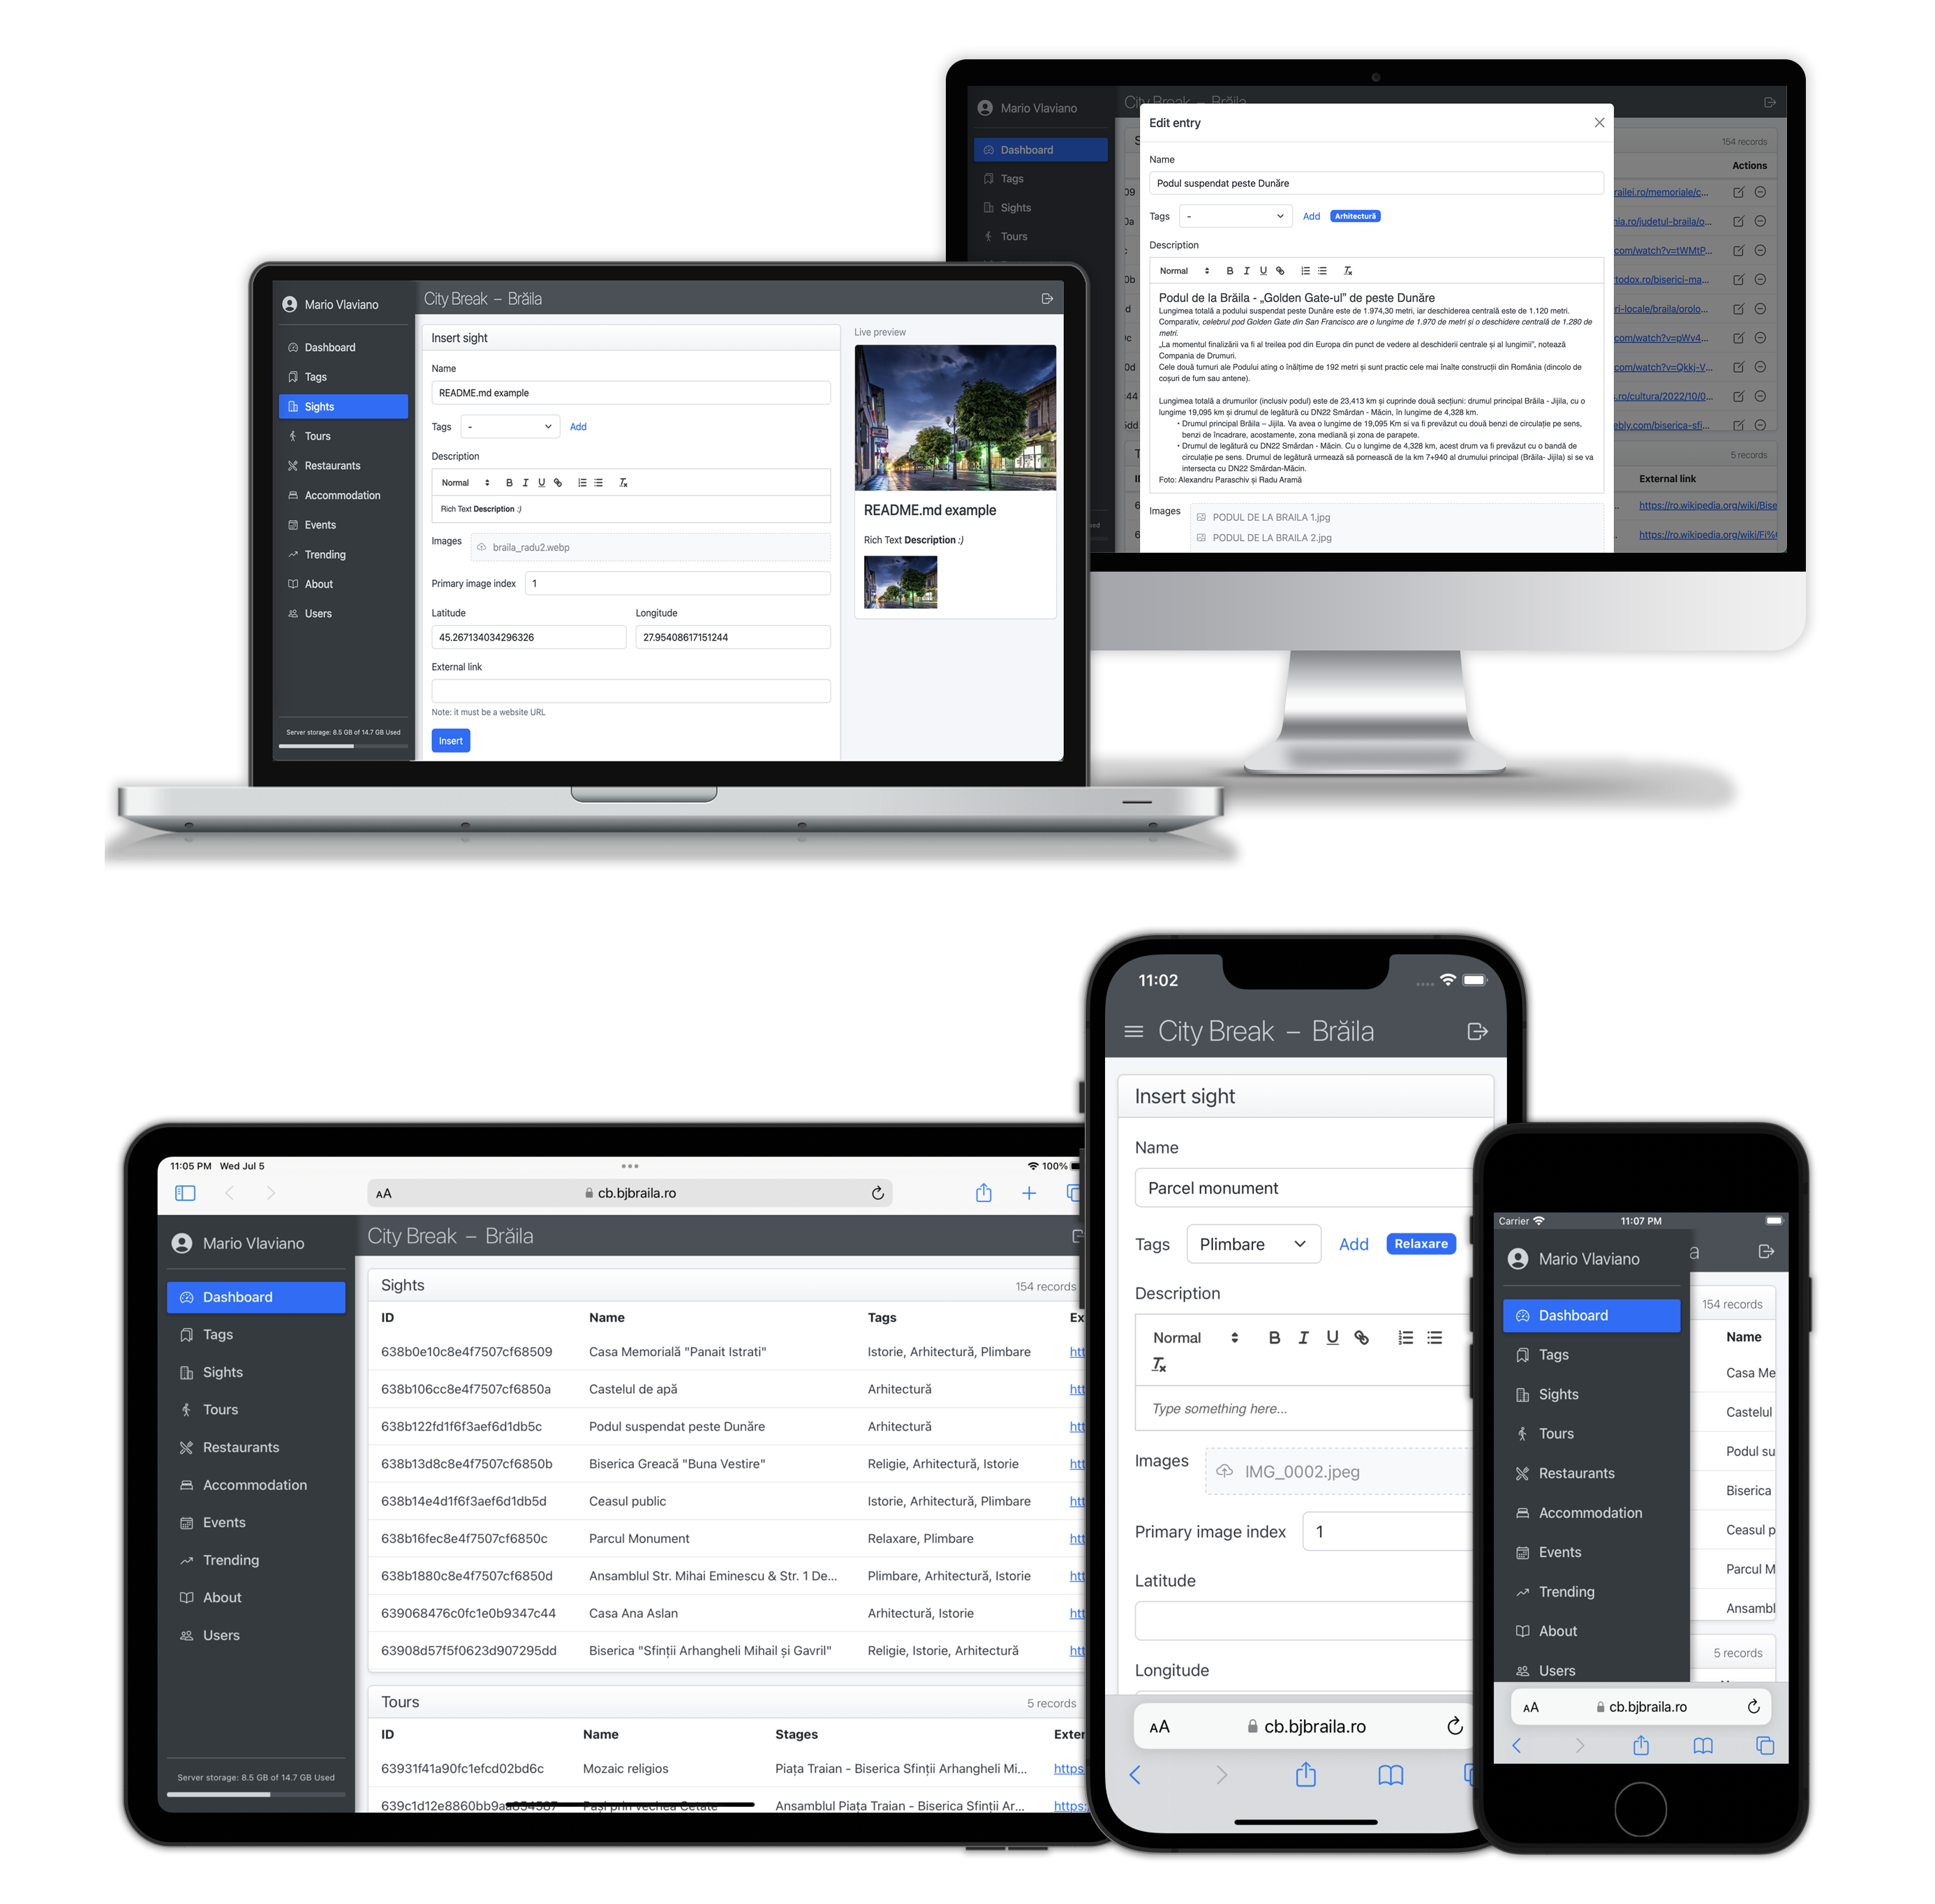 Mario Vlaviano
City Break – Brăila
Dashboard
Tags
Sights
Tours
154 records
Actions
railei.ro/memoriale/c...
nia.ro/judetul-braila/o...
com/watch?v=tWMtP...
rtodox.ro/biserici-ma...
ri-locale/braila/orolo...
com/watch?v=pWv4...
com/watch?v=Qkkj-V...
s.ro/cultura/2022/10/0...
ebly.com/biserica-sfi...
5 records
External link
https://ro.wikipedia.org/wiki/Bise
https://ro.wikipedia.org/wiki/Fi%
Edit entry
Name
Podul suspendat peste Dunăre
Tags - Add Arhitectură
Description
Normal B I U
Podul de la Brăila - „Golden Gate-ul” de peste Dunăre
Lungimea totală a podului suspendat peste Dunăre este de 1.974,30 metri, iar deschiderea centrală este de 1.120 metri.
Comparativ, celebrul pod Golden Gate din San Francisco are o lungime de 1.970 de metri și o deschidere centrală de 1.280 de
metri.
„La momentul finalizării va fi al treilea pod din Europa din punct de vedere al deschiderii centrale și al lungimii”, notează
Compania de Drumuri.
Cele două turnuri ale Podului ating o înălțime de 192 metri și sunt practic cele mai înalte construcții din România (dincolo de
coșuri de fum sau antene).
Lungimea totală a drumurilor (inclusiv podul) este de 23,413 km și cuprinde două secțiuni: drumul principal Brăila - Jijila, cu o
lungime 19,095 km și drumul de legătură cu DN22 Smârdan - Măcin, în lungime de 4,328 km.
• Drumul principal Brăila – Jijila. Va avea o lungime de 19,095 Km si va fi prevăzut cu două benzi de circulație pe sens,
benzi de încadrare, acostamente, zona mediană și zona de parapete.
• Drumul de legătură cu DN22 Smârdan - Măcin. Cu o lungime de 4,328 km, acest drum va fi prevăzut cu o bandă de
circulație pe sens. Drumul de legătură urmează să pornească de la km 7+940 al drumului principal (Brăila- Jijila) si se va
intersecta cu DN22 Smârdan-Măcin.
Foto: Alexandru Paraschiv și Radu Aramă
Images
PODUL DE LA BRAILA 1.jpg
PODUL DE LA BRAILA 2.jpg
Mario Vlaviano
Dashboard
Tags
Sights
Tours
Restaurants
Accommodation
Events
Trending
About
Users
Server storage: 8.5 GB of 14.7 GB Used
City Break – Brăila
Insert sight
Name
README.md example
Tags - Add
Description
Normal B I U
Rich Text Description :)
Images braila_radu2.webp
Primary image index 1
Latitude Longitude
45.267134034296326 27.95408617151244
External link
Note: it must be a website URL
Insert
Live preview
README.md example
Rich Text Description :)
11:05 PM Wed Jul 5
100%
AA cb.bjbraila.ro
Mario Vlaviano
Dashboard
Tags
Sights
Tours
Restaurants
Accommodation
Events
Trending
About
Users
Server storage: 8.5 GB of 14.7 GB Used
City Break – Brăila
Sights 154 records
ID Name Tags Ex
638b0e10c8e4f7507cf68509 Casa Memorială "Panait Istrati" Istorie, Arhitectură, Plimbare htt
638b106cc8e4f7507cf6850a Castelul de apă Arhitectură htt
638b122fd1f6f3aef6d1db5c Podul suspendat peste Dunăre Arhitectură htt
638b13d8c8e4f7507cf6850b Biserica Greacă "Buna Vestire" Religie, Arhitectură, Istorie htt
638b14e4d1f6f3aef6d1db5d Ceasul public Istorie, Arhitectură, Plimbare htt
638b16fec8e4f7507cf6850c Parcul Monument Relaxare, Plimbare htt
638b1880c8e4f7507cf6850d Ansamblul Str. Mihai Eminescu & Str. 1 De... Plimbare, Arhitectură, Istorie htt
639068476c0fc1e0b9347c44 Casa Ana Aslan Arhitectură, Istorie htt
63908d57f5f0623d907295dd Biserica "Sfinții Arhangheli Mihail și Gavril" Religie, Istorie, Arhitectură htt
Tours 5 records
ID Name Stages Exter
63931f41a90fc1efcd02bd6c Mozaic religios Piața Traian - Biserica Sfinții Arhangheli Mi... https
Pași prin vechea Cetate Ansamblul Piața Traian - Biserica Sfinții Ar... https:
11:02
City Break – Brăila
Insert sight
Name
Parcel monument
Tags Plimbare Add Relaxare
Description
Normal B I U
Type something here...
Images IMG_0002.jpeg
Primary image index 1
Latitude
Longitude
AA cb.bjbraila.ro
Carrier 11:07 PM
Mario Vlaviano
Dashboard
Tags
Sights
Tours
Restaurants
Accommodation
Events
Trending
About
Users
a
154 records
Name
Casa Me
Castelul
Podul su
Biserica
Ceasul p
Parcul M
Ansambl
5 records
AA cb.bjbraila.ro